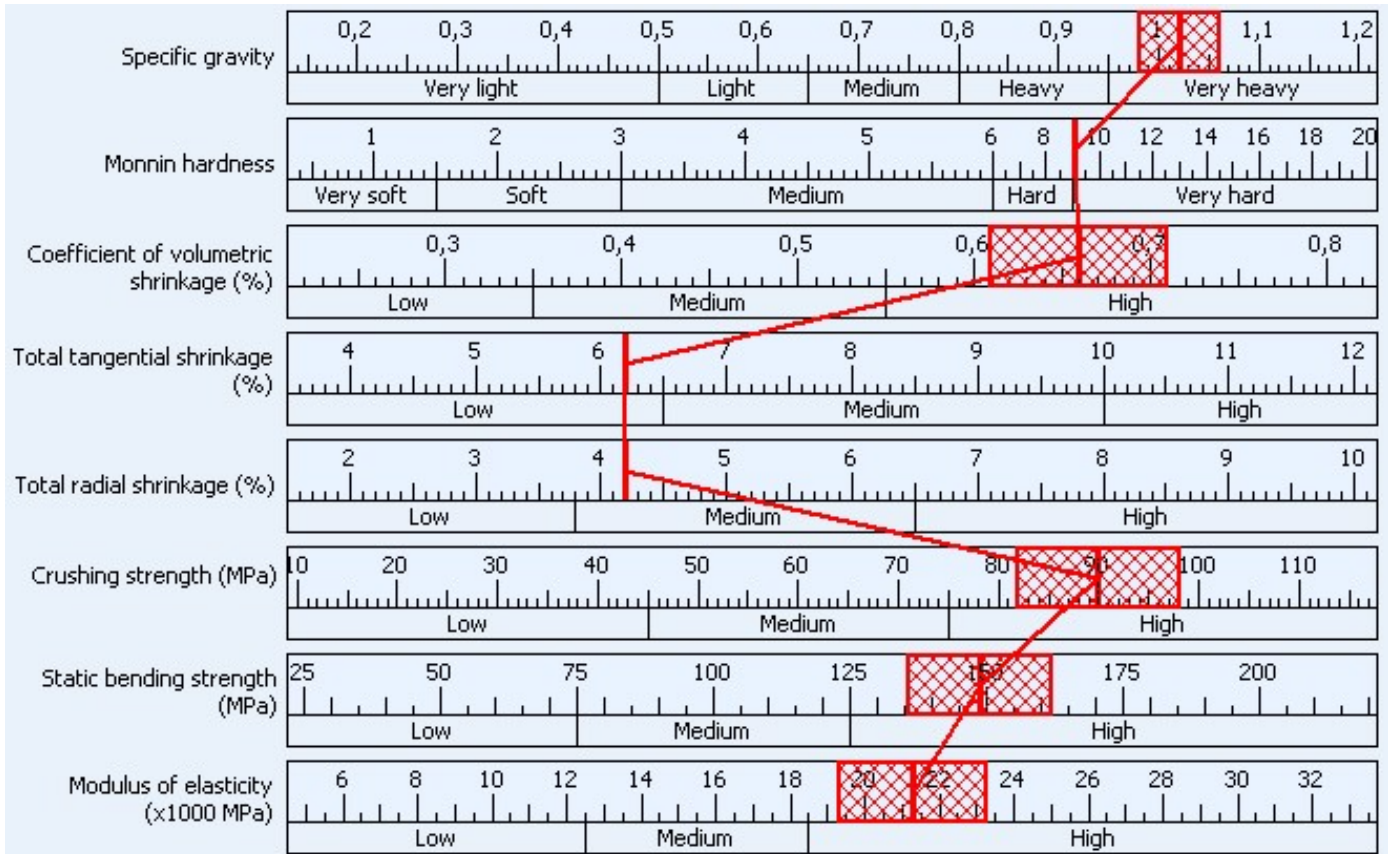 0,2 0,3 0,4 0,5 0,6 0,7 0,8 0,9 1 1,1 1,2
Specific gravity
Very light Light Medium Heavy Very heavy
1 2 3 4 5 6 8 10 12 14 16 18 20
Monnin hardness
Very soft Soft Medium Hard Very hard
0,3 0,4 0,5 0,6 0,7 0,8
Coefficient of volumetric
shrinkage (%)
Low Medium High
4 5 6 7 8 9 10 11 12
Total tangential shrinkage
(%)
Low Medium High
2 3 4 5 6 7 8 9 10
Total radial shrinkage (%)
Low Medium High
10 20 30 40 50 60 70 80 90 100 110
Crushing strength (MPa)
Low Medium High
25 50 75 100 125 150 175 200
Static bending strength
(MPa)
Low Medium High
6 8 10 12 14 16 18 20 22 24 26 28 30 32
Modulus of elasticity
(x1000 MPa)
Low Medium High